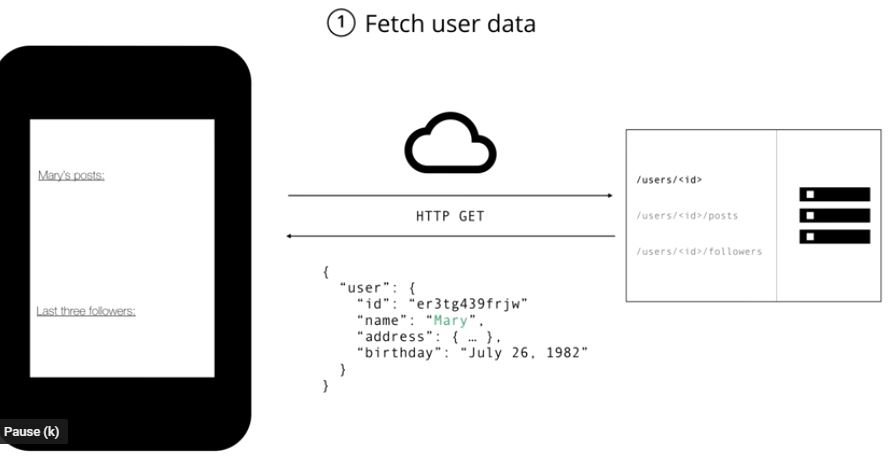 1 Fetch user data
Mary's posts:
Last three followers:
HTTP GET
{
“user”: {
“id”: “er3tg439frjw”
“name”: “Mary”,
“address”: { … },
“birthday”: “July 26, 1982”
}
}
/users/<id>
/users/<id>/posts
/users/<id>/followers
Pause (k)